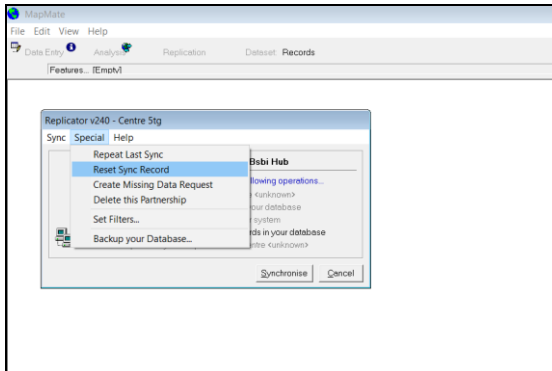 MapMate
File Edit View Help
Data Entry Analysis Replication Dataset: Records
Features... [Empty]
Replicator v240 - Centre 5tg
Sync Special Help
Repeat Last Sync
Reset Sync Record
Create Missing Data Request
Delete this Partnership
Set Filters...
Backup your Database...
Bsbi Hub
llowing operations...
<unknown>
our database
system
rds in your database
ntre <unknown>
Synchronise Cancel